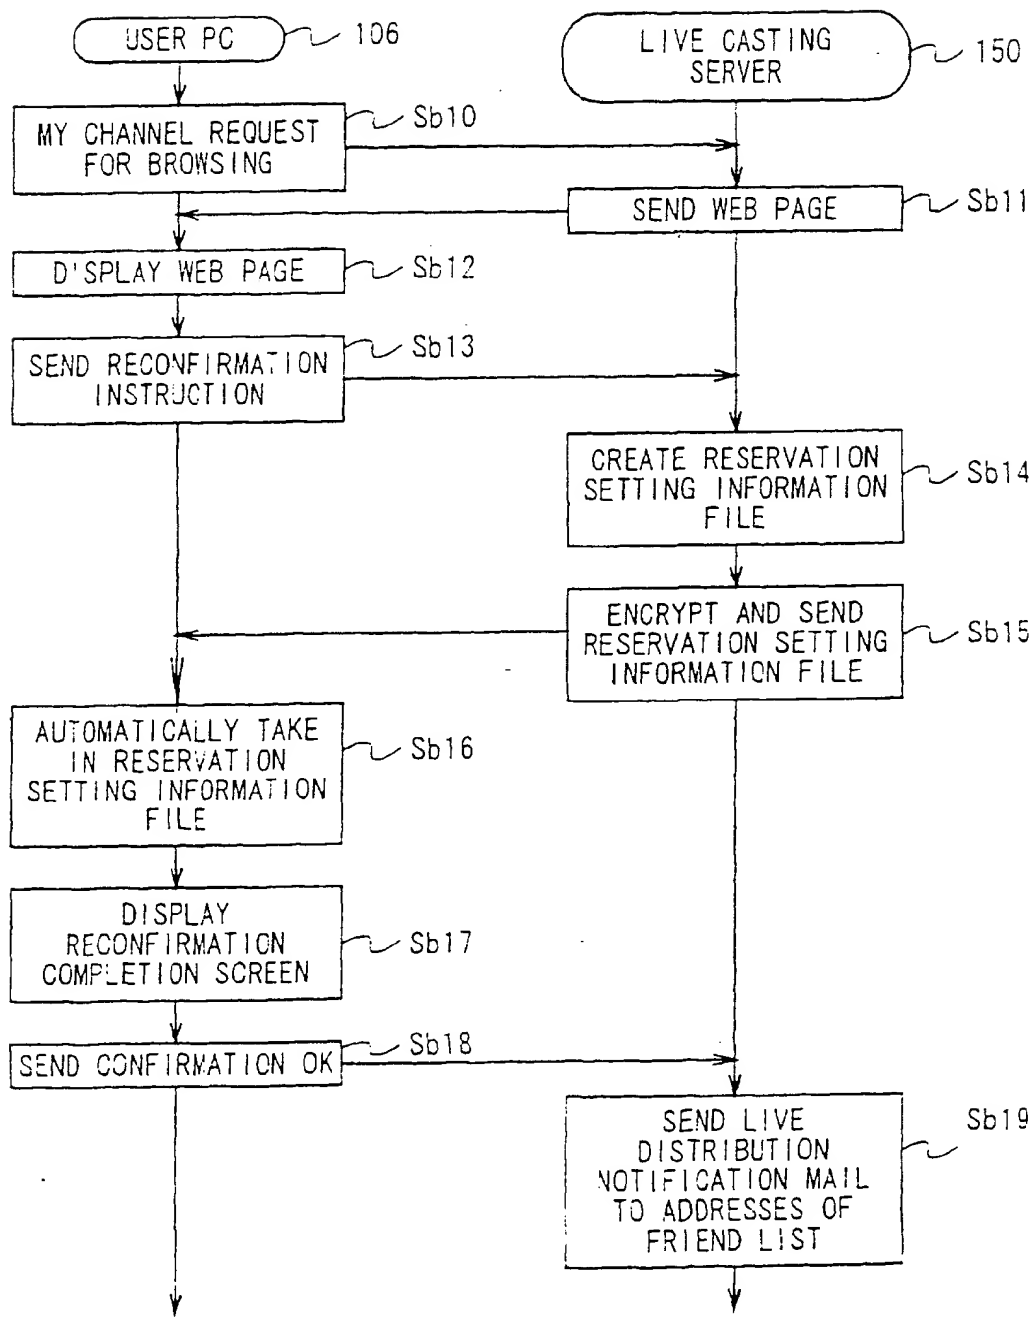 USER PC
106
LIVE CASTING
SERVER
150
MY CHANNEL REQUEST
FOR BROWSING
Sb10
SEND WEB PAGE
Sb11
D'SPLAY WEB PAGE
Sb12
SEND RECONFIRMATION
INSTRUCTION
Sb13
CREATE RESERVATION
SETTING INFORMATION
FILE
Sb14
ENCRYPT AND SEND
RESERVATION SETTING
INFORMATION FILE
Sb15
AUTOMATICALLY TAKE
IN RESERVATION
SETTING INFORMATION
FILE
Sb16
DISPLAY
RECONFIRMATION
COMPLETION SCREEN
Sb17
SEND CONFIRMATION OK
Sb18
SEND LIVE
DISTRIBUTION
NOTIFICATION MAIL
TO ADDRESSES OF
FRIEND LIST
Sb19